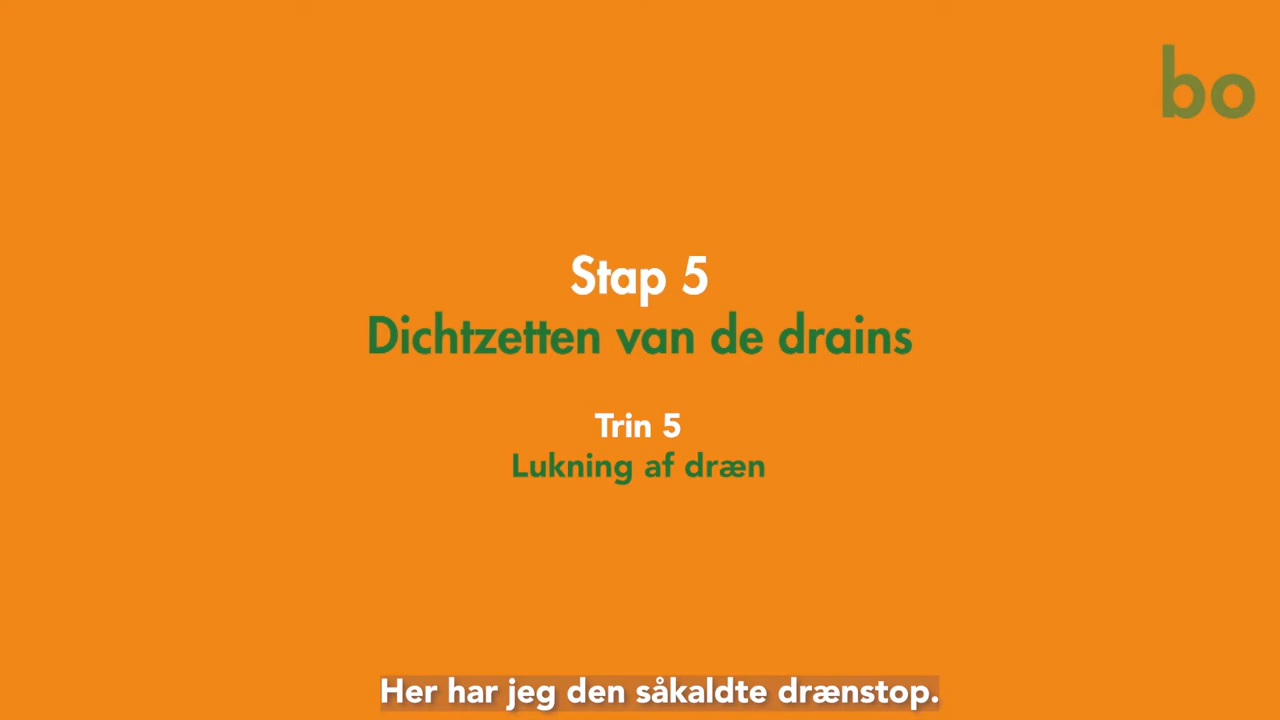 bo
Stap 5
Dichtzetten van de drains
Trin 5
Lukning af dræn
Her har jeg den såkaldte drænstop.